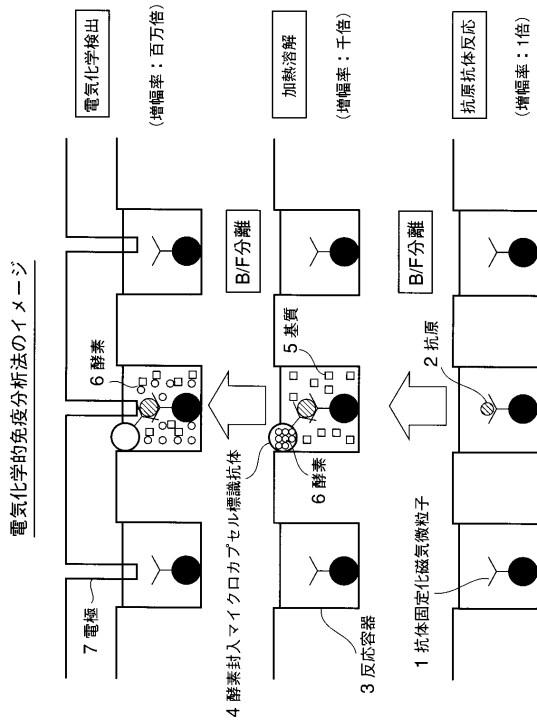 電気化学的免疫分析法のイメージ
電気化学検出
(増幅率：百万倍)
7 電極
6 酵素
B/F分離
加熱溶解
(増幅率：千倍)
4 酵素封入マイクロカプセル標識抗体
6 酵素
5 基質
3 反応容器
B/F分離
抗原抗体反応
(増幅率：1倍)
1 抗体固定化磁気微粒子
2 抗原